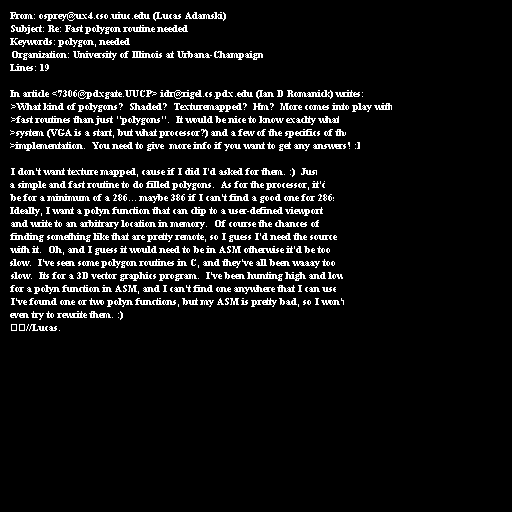 From: osprey@ux4.cso.uiuc.edu (Lucas Adamski)
Subject: Re: Fast polygon routine needed
Keywords: polygon, needed
Organization: University of Illinois at Urbana-Champaign
Lines: 19

In article <7306@pdxgate.UUCP> idr@rigel.cs.pdx.edu (Ian D Romanick) writes:
>What kind of polygons?  Shaded?  Texturemapped?  Hm?  More comes into play with
>fast routines than just "polygons".  It would be nice to know exactly what
>system (VGA is a start, but what processor?) and a few of the specifics of the
>implementation.  You need to give  more info if you want to get any answers! :)

I don't want texture mapped, cause if I did I'd asked for them. :)  Just
a simple and fast routine to do filled polygons.  As for the processor, it'd
be for a minimum of a 286... maybe 386 if I can't find a good one for 286s
Ideally, I want a polyn function that can clip to a user-defined viewport
and write to an arbitrary location in memory.  Of course the chances of
finding something like that are pretty remote, so I guess I'd need the source
with it.  Oh, and I guess it would need to be in ASM otherwise it'd be too
slow.  I've seen some polygon routines in C, and they've all been waaay too
slow.  Its for a 3D vector graphics program.  I've been hunting high and low
for a polyn function in ASM, and I can't find one anywhere that I can use
I've found one or two polyn functions, but my ASM is pretty bad, so I won't
even try to rewrite them. :)
//Lucas.